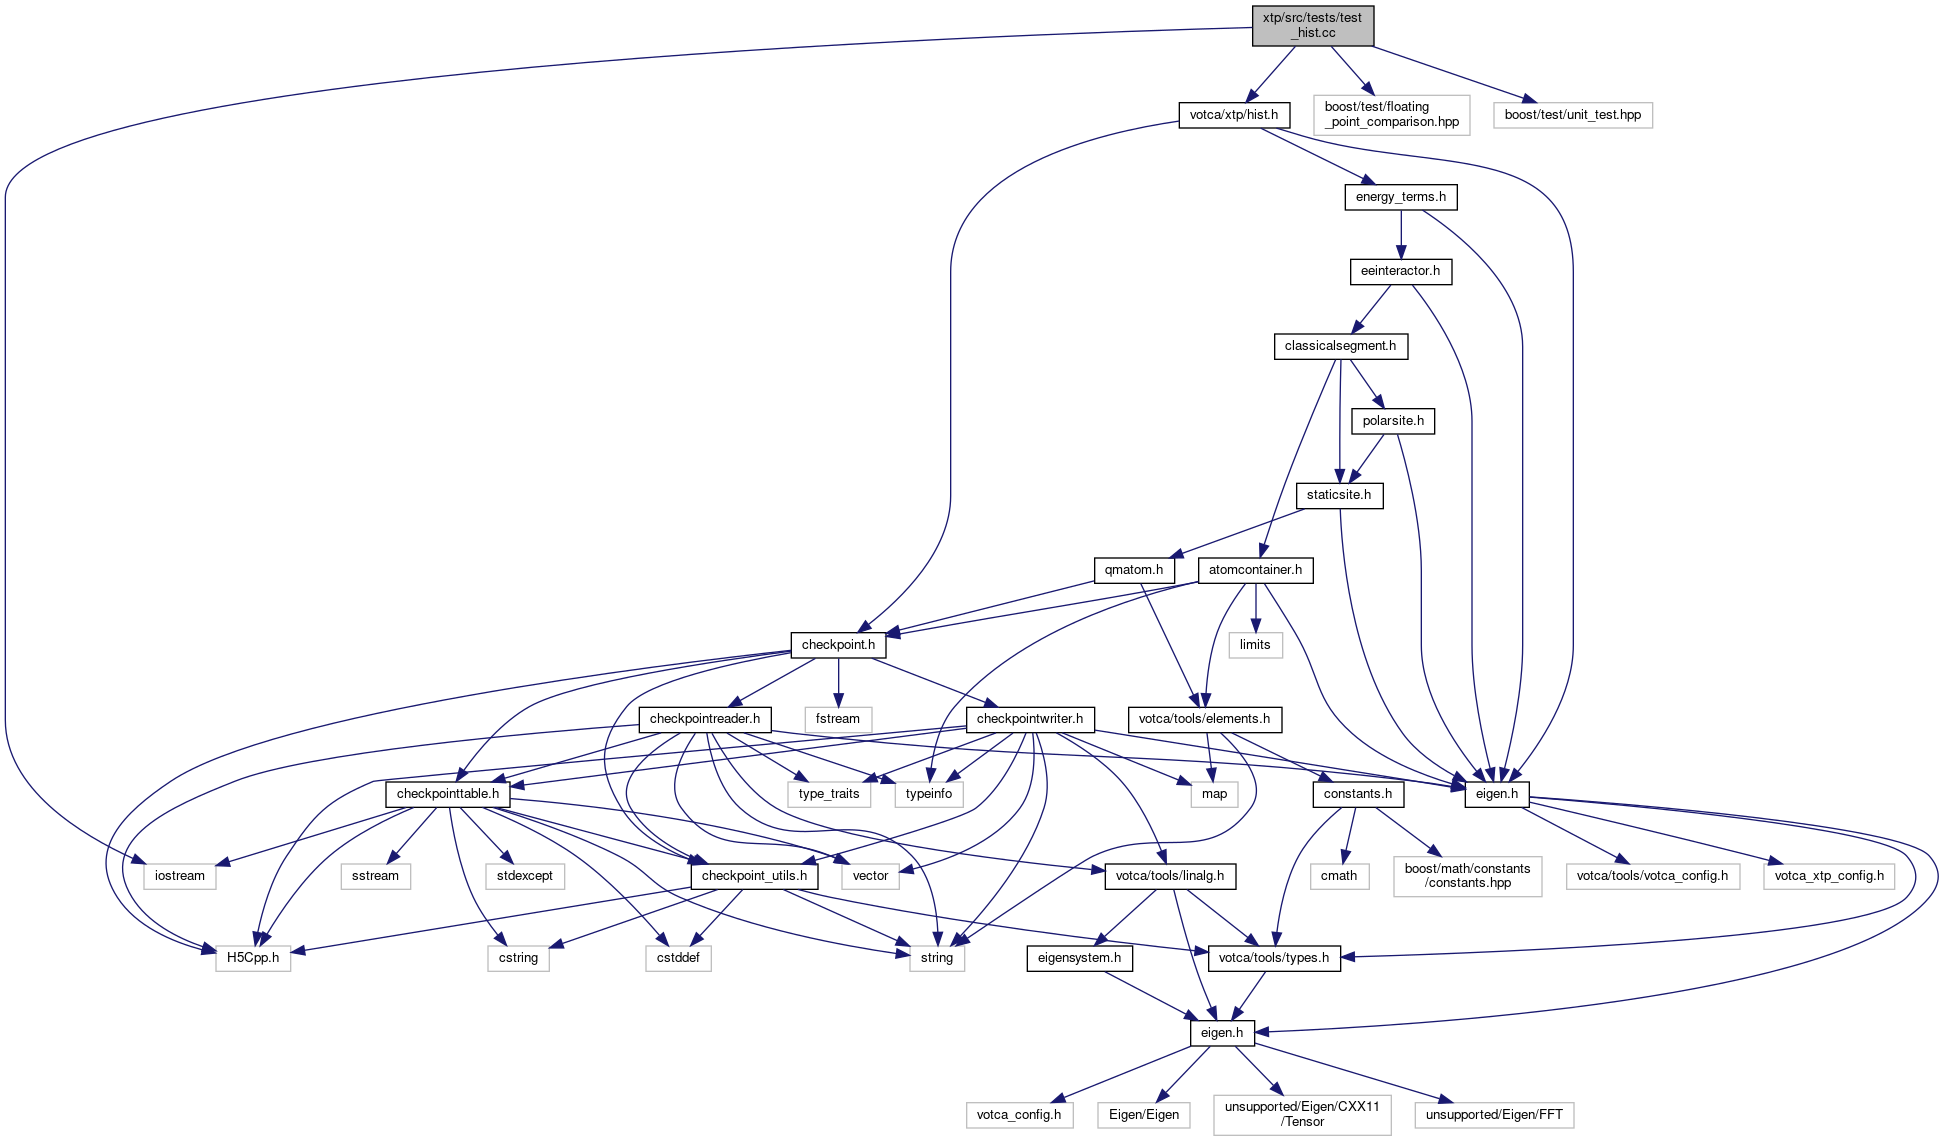 xtp/src/tests/test
_hist.cc
votca/xtp/hist.h
boost/test/floating
_point_comparison.hpp
boost/test/unit_test.hpp
energy_terms.h
eeinteractor.h
classicalsegment.h
polarsite.h
staticsite.h
qmatom.h
atomcontainer.h
checkpoint.h
limits
checkpointreader.h
fstream
checkpointwriter.h
votca/tools/elements.h
checkpointtable.h
type_traits
typeinfo
map
constants.h
eigen.h
iostream
sstream
stdexcept
checkpoint_utils.h
vector
votca/tools/linalg.h
cmath
boost/math/constants
/constants.hpp
votca/tools/votca_config.h
votca_xtp_config.h
H5Cpp.h
cstring
cstddef
string
eigensystem.h
votca/tools/types.h
eigen.h
votca_config.h
Eigen/Eigen
unsupported/Eigen/CXX11
/Tensor
unsupported/Eigen/FFT